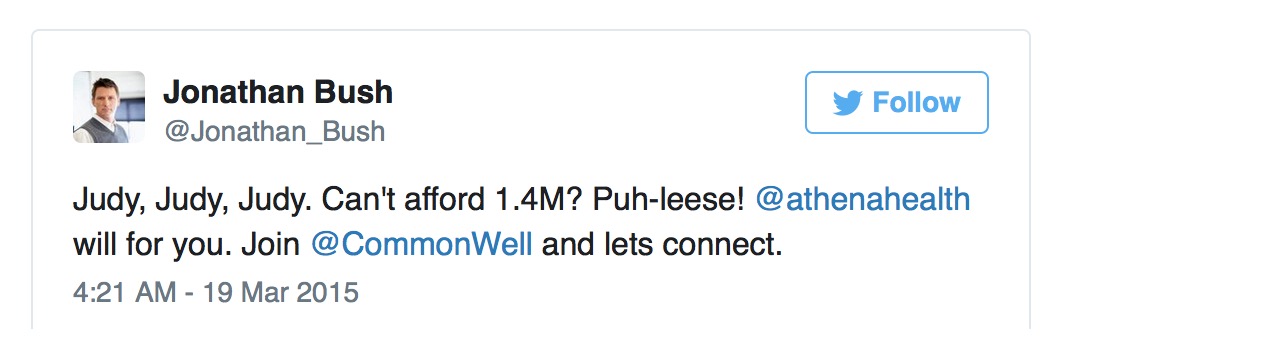 Jonathan Bush
Follow
@Jonathan_Bush
Judy, Judy, Judy. Can't afford 1.4M? Puh-leese! @athenahealth
will for you. Join @CommonWell and lets connect.
4:21 AM - 19 Mar 2015